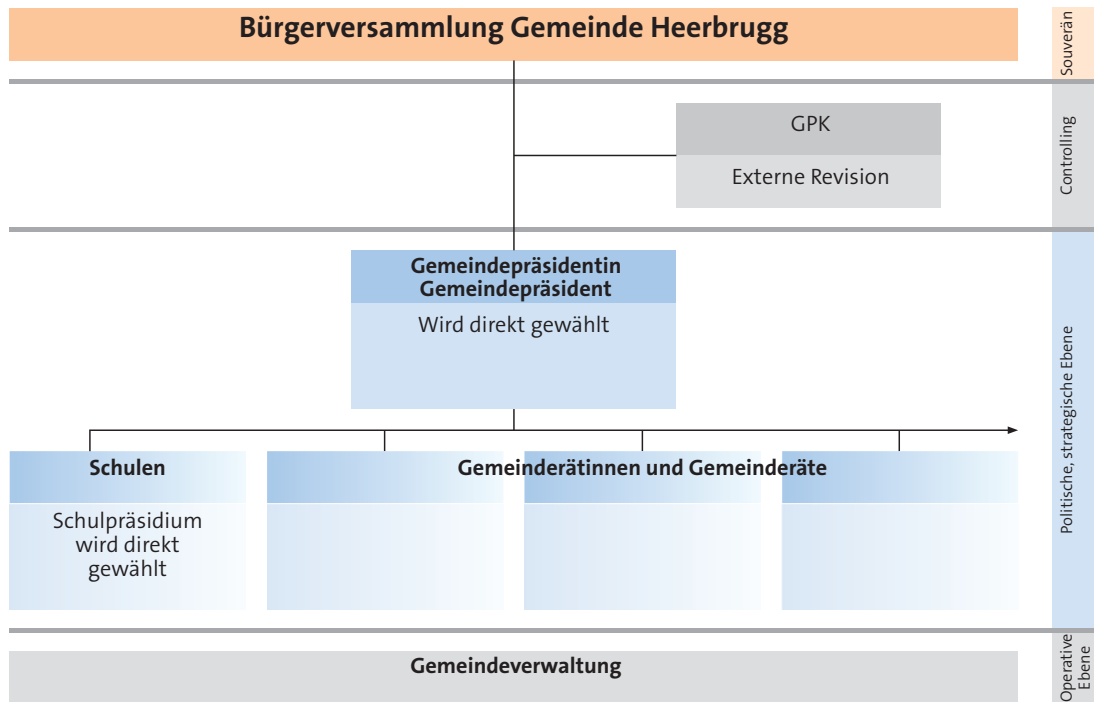 Bürgerversammlung Gemeinde Heerbrugg
Souverän
GPK
Externe Revision
Controlling
Gemeindepräsidentin
Gemeindepräsident
Wird direkt gewählt
Schulen
Schulpräsidium
wird direkt
gewählt
Gemeinderätinnen und Gemeinderäte
Politische, strategische Ebene
Gemeindeverwaltung
Operative
Ebene